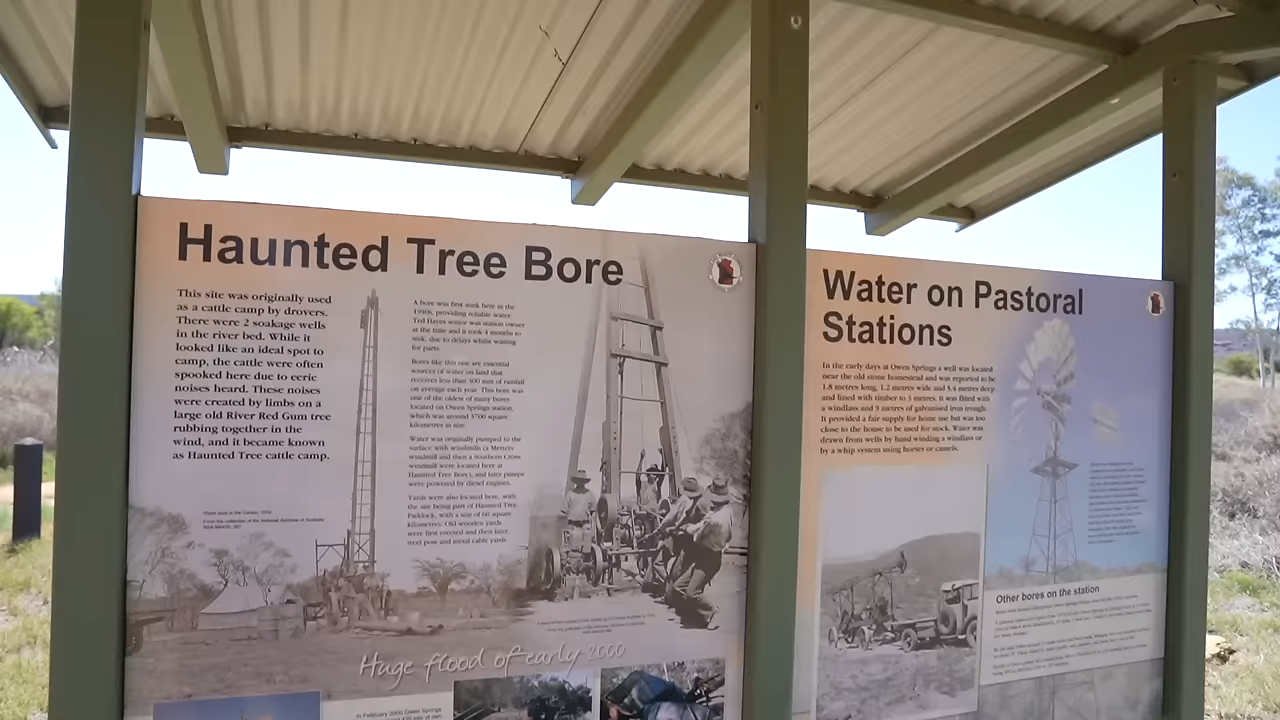 Haunted Tree Bore
This site was originally used
as a cattle camp by drovers.
There were 2 soakage wells
in the river bed. While it
looked like an ideal spot to
camp, the cattle were often
spooked here due to eerie
noises heard. These noises
were created by limbs on a
large old River Red Gum tree
rubbing together in the
wind, and it became known
as Haunted Tree cattle camp.
A bore was first sunk here in the
1940s, providing reliable water.
Ted Hayes senior was station owner
at the time and it took 4 months to
sink, due to delays whilst waiting
for parts.
Bores like this one are essential
sources of water on land that
receives less than 300 mm of rainfall
on average each year. This bore was
one of the oldest of many bores
located on Owen Springs station,
which was around 3700 square
kilometres in size.
Water was originally pumped to the
surface with windmills (a Meters
windmill and then a Southern Cross
windmill were located here at
Haunted Tree Bore), and later pumps
were powered by diesel engines.
Yards were also located here, with
the site being part of Haunted Tree
Paddock, with a size of 60 square
kilometres. Old wooden yards
were first erected and then later,
steel post and metal cable yards
Huge flood of early 2000
In February 2000 Owen Springs
Water on Pastoral
Stations
In the early days at Owen Springs a well was located
near the old stone homestead and was reported to be
1.8 metres long, 1.2 metres wide and 5.4 metres deep
and lined with timber to 3 metres. It was fitted with
a windlass and 9 metres of galvanised iron trough.
It provided a fair supply for home use but was too
close to the house to be used for stock. Water was
drawn from wells by hand winding a windlass or
by a whip system using horses or camels.
Other bores on the station